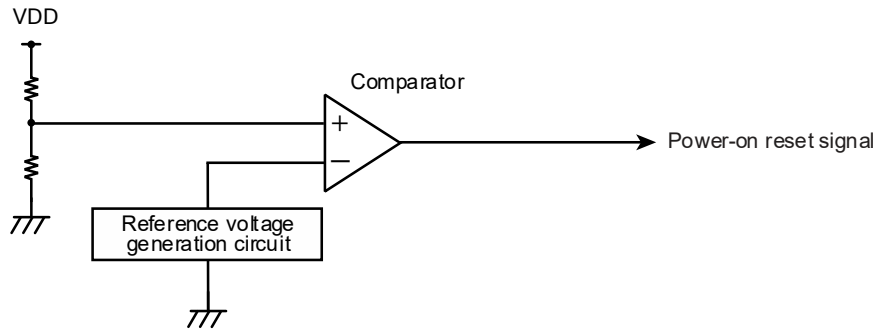 VDD
Comparator
+
−
Power-on reset signal
Reference voltage
generation circuit